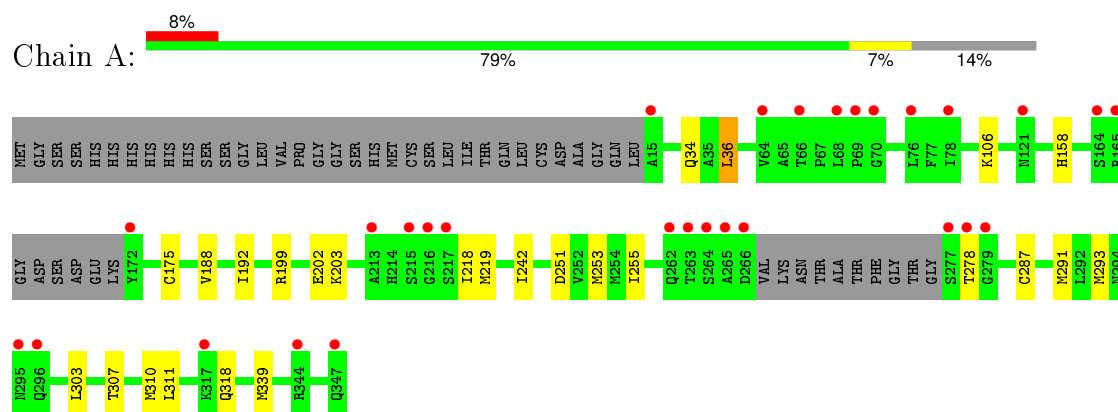 8%
Chain A:
79% 7% 14%
MET GLY SER SER HIS HIS HIS HIS HIS HIS SER SER GLY LEU VAL PRO GLY GLY SER HIS MET CYS SER LEU ILE THR GLN LEU CYS ASP ALA GLY GLN LEU A15 Q34 A35 L36 V64 A65 T66 P67 L68 P69 G70 L76 F77 I78 K106 N121 H158 S164 R165
GLY ASP SER ASP GLU LYS Y172 C175 V188 I192 R199 E202 K203 A213 H214 S215 G216 S217 I218 M219 I242 D251 V252 M253 M254 I255 Q262 T263 S264 A265 D266 VAL LYS ASN THR ALA THR PHE GLY THR GLY S277 T278 G279 C287 M291 L292 M293 N294
N295 Q296 L303 T307 M310 L311 K317 Q318 M339 R344 Q347